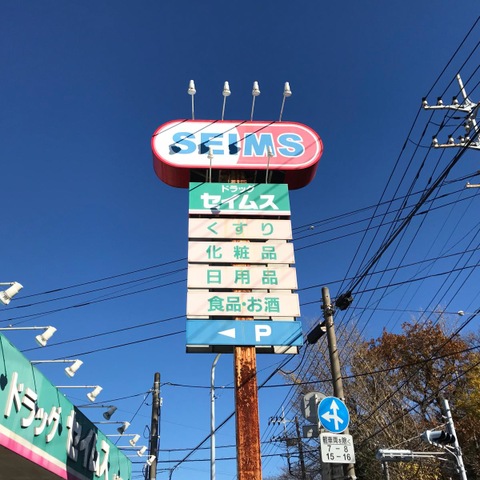 SEIMS
ドラッグ
セイムス
くすり
化粧品
日用品
食品・お酒
P
ドラッグ セイムス
7-8
15-16